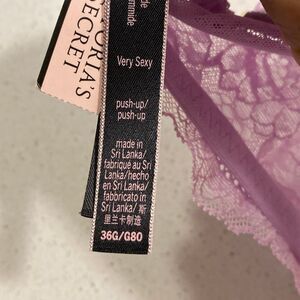 VICTORIA'S
SECRET
Very Sexy
push-up/
push-up
made in
Sri Lanka/
fabriqué au Sri
Lanka/hecho
en Sri Lanka/
fabbricato in
Sri Lanka/ 斯
里兰卡制造
36G/G80